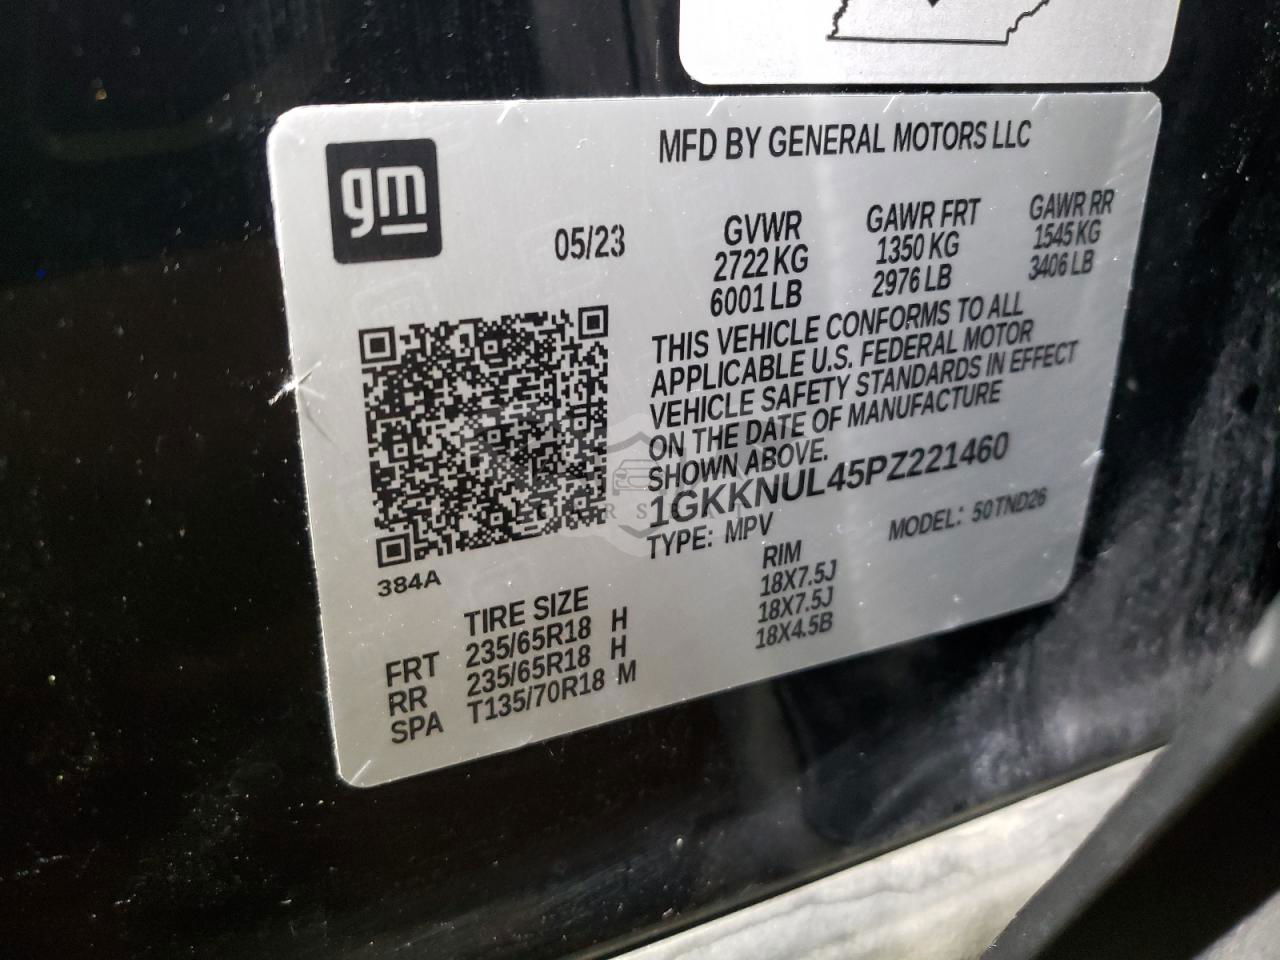 gm
MFD BY GENERAL MOTORS LLC
05/23
GVWR GAWR FRT GAWR RR
2722 KG 1350 KG 1545 KG
6001 LB 2976 LB 3406 LB
THIS VEHICLE CONFORMS TO ALL
APPLICABLE U.S. FEDERAL MOTOR
VEHICLE SAFETY STANDARDS IN EFFECT
ON THE DATE OF MANUFACTURE
SHOWN ABOVE.
1GKKNUL45PZ221460
TYPE: MPV MODEL: 50TND26
384A
TIRE SIZE RIM
FRT 235/65R18 H 18X7.5J
RR 235/65R18 H 18X7.5J
SPA T135/70R18 M 18X4.5B